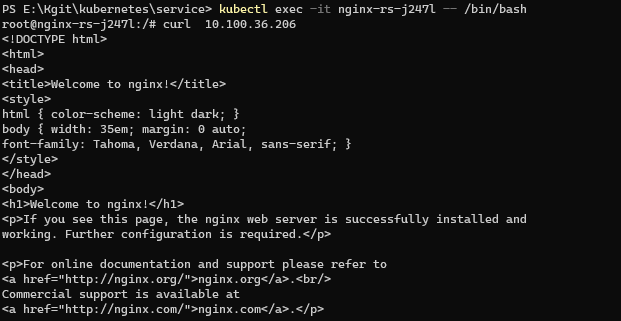 PS E:\Kgit\kubernetes\service> kubectl exec -it nginx-rs-j247l -- /bin/bash
root@nginx-rs-j247l:/# curl  10.100.36.206
<!DOCTYPE html>
<html>
<head>
<title>Welcome to nginx!</title>
<style>
html { color-scheme: light dark; }
body { width: 35em; margin: 0 auto;
font-family: Tahoma, Verdana, Arial, sans-serif; }
</style>
</head>
<body>
<h1>Welcome to nginx!</h1>
<p>If you see this page, the nginx web server is successfully installed and
working. Further configuration is required.</p>

<p>For online documentation and support please refer to
<a href="http://nginx.org/">nginx.org</a>.<br/>
Commercial support is available at
<a href="http://nginx.com/">nginx.com</a>.</p>